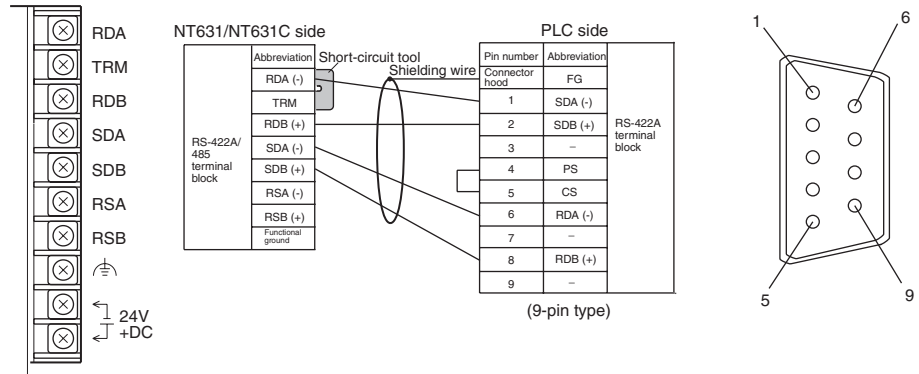 RDA
TRM
RDB
SDA
SDB
RSA
RSB
24V
+DC
NT631/NT631C side
Abbreviation
Short-circuit tool
RDA (-)
TRM
RDB (+)
SDA (-)
SDB (+)
RSA (-)
RSB (+)
Functional
ground
RS-422A/
485
terminal
block
Shielding wire
PLC side
Pin number Abbreviation
Connector
hood
FG
1 SDA (-)
2 SDB (+)
3 –
4 PS
5 CS
6 RDA (-)
7 –
8 RDB (+)
9 –
RS-422A
terminal
block
(9-pin type)
1
6
5
9